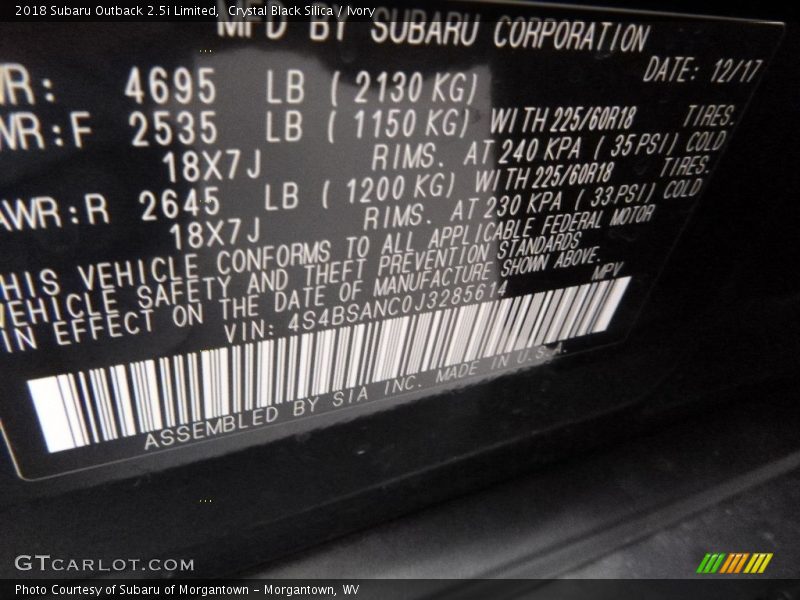 2018 Subaru Outback 2.5i Limited, Crystal Black Silica / Ivory
MFD BY SUBARU CORPORATION
DATE: 12/17
WR: 4695 LB ( 2130 KG)
WR:F 2535 LB ( 1150 KG) WITH 225/60R18 TIRES.
18X7J RIMS. AT 240 KPA ( 35 PSI) COLD
AWR:R 2645 LB ( 1200 KG) WITH 225/60R18 TIRES.
18X7J RIMS. AT 230 KPA ( 33 PSI) COLD
HIS VEHICLE CONFORMS TO ALL APPLICABLE FEDERAL MOTOR
VEHICLE SAFETY AND THEFT PREVENTION STANDARDS
IN EFFECT ON THE DATE OF MANUFACTURE SHOWN ABOVE.
VIN: 4S4BSANC0J3285614 MPV
ASSEMBLED BY SIA INC. MADE IN U.S.A.
GTCARLOT.COM
Photo Courtesy of Subaru of Morgantown - Morgantown, WV